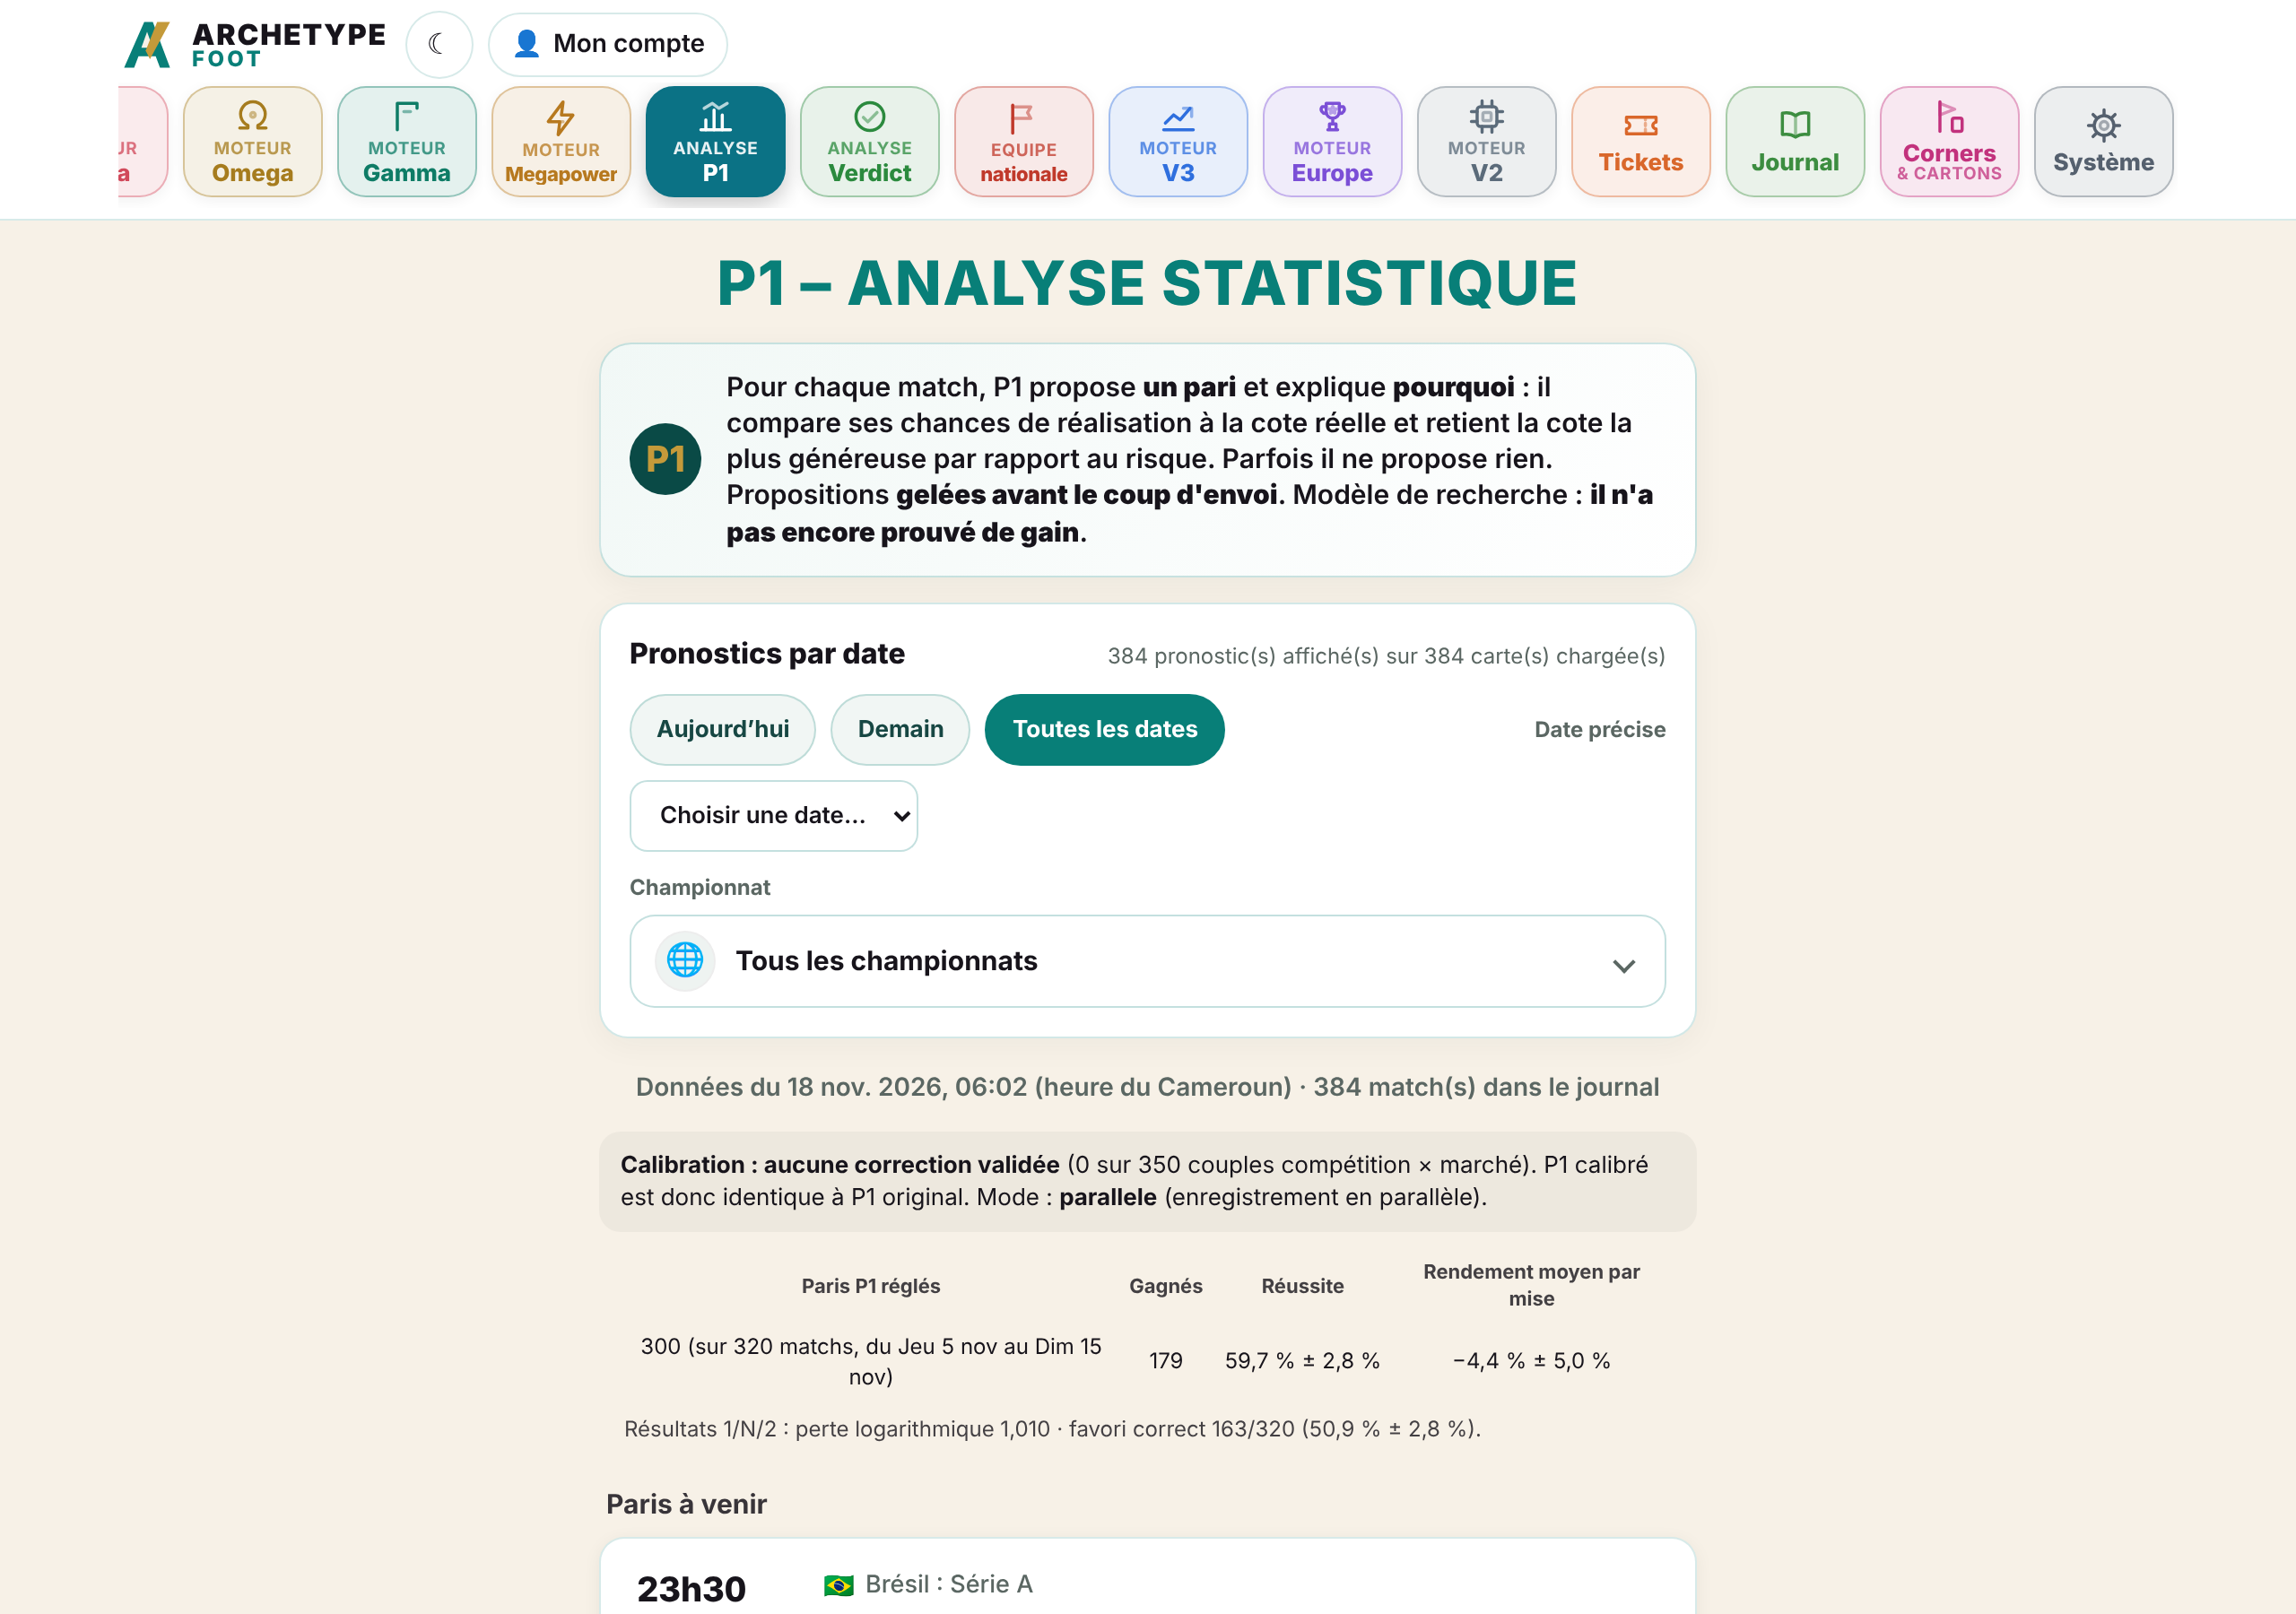 ARCHETYPE
FOOT
Mon compte
UR
a
MOTEUR
Omega
MOTEUR
Gamma
MOTEUR
Megapower
ANALYSE
P1
ANALYSE
Verdict
EQUIPE
nationale
MOTEUR
V3
MOTEUR
Europe
MOTEUR
V2
Tickets
Journal
Corners
& CARTONS
Système
P1 – ANALYSE STATISTIQUE
P1
Pour chaque match, P1 propose un pari et explique pourquoi : il
compare ses chances de réalisation à la cote réelle et retient la cote la
plus généreuse par rapport au risque. Parfois il ne propose rien.
Propositions gelées avant le coup d'envoi. Modèle de recherche : il n'a
pas encore prouvé de gain.
Pronostics par date
384 pronostic(s) affiché(s) sur 384 carte(s) chargée(s)
Aujourd’hui
Demain
Toutes les dates
Date précise
Choisir une date...
Championnat
Tous les championnats
Données du 18 nov. 2026, 06:02 (heure du Cameroun) · 384 match(s) dans le journal
Calibration : aucune correction validée (0 sur 350 couples compétition × marché). P1 calibré
est donc identique à P1 original. Mode : parallele (enregistrement en parallèle).
Paris P1 réglés
Gagnés
Réussite
Rendement moyen par
mise
300 (sur 320 matchs, du Jeu 5 nov au Dim 15
nov)
179
59,7 % ± 2,8 %
−4,4 % ± 5,0 %
Résultats 1/N/2 : perte logarithmique 1,010 · favori correct 163/320 (50,9 % ± 2,8 %).
Paris à venir
23h30
Brésil : Série A